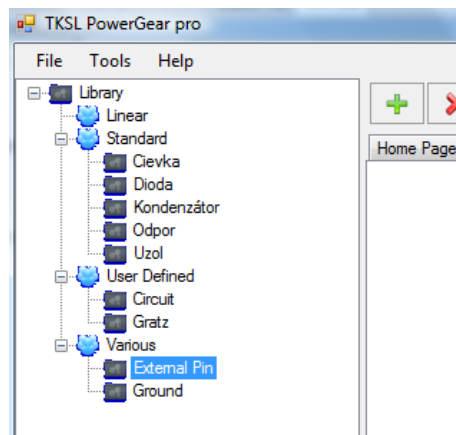 TKSL PowerGear pro
File Tools Help
Library
Linear
Standard
Cievka
Dioda
Kondenzátor
Odpor
Uzol
User Defined
Circuit
Gratz
Various
External Pin
Ground
Home Page